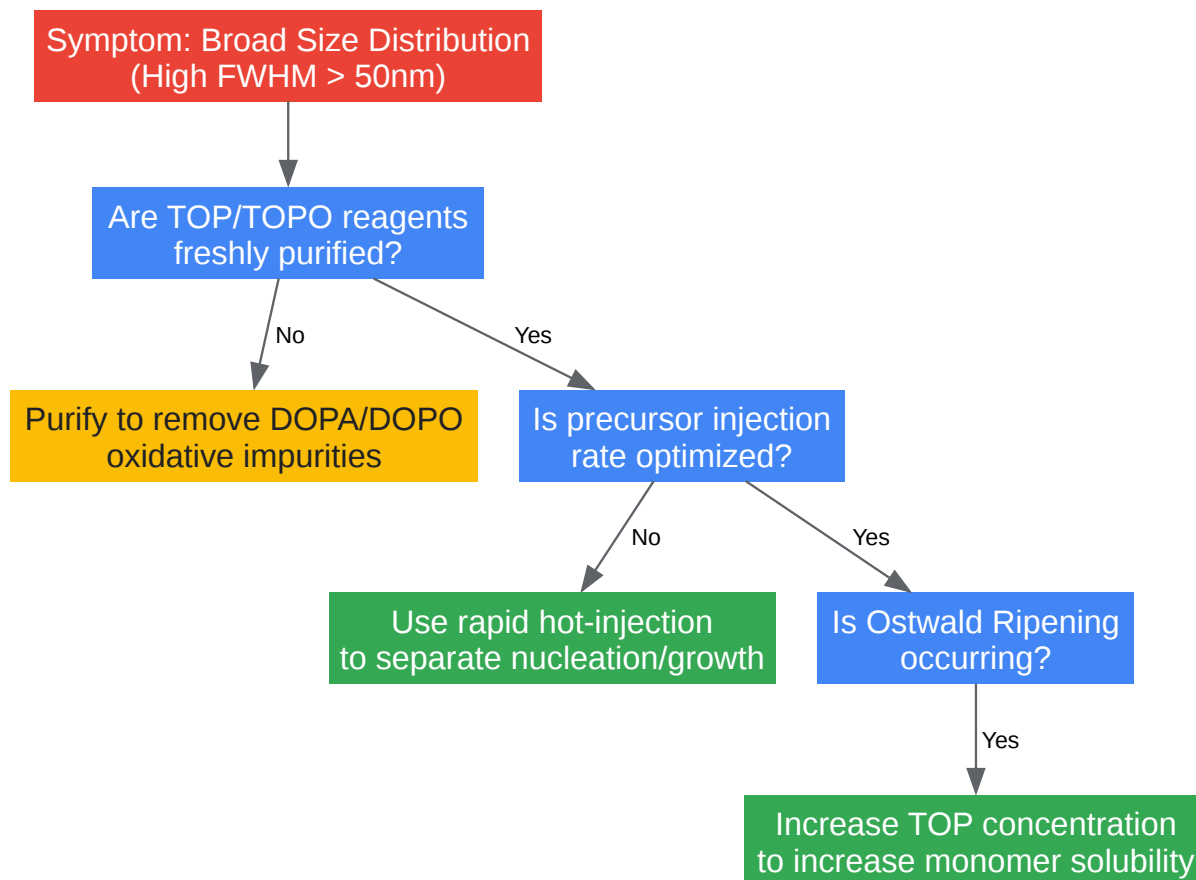 Symptom: Broad Size Distribution
(High FWHM > 50nm)
Are TOP/TOPO reagents
freshly purified?
No
Yes
Purify to remove DOPA/DOPO
oxidative impurities
Is precursor injection
rate optimized?
No
Yes
Use rapid hot-injection
to separate nucleation/growth
Is Ostwald Ripening
occurring?
Yes
Increase TOP concentration
to increase monomer solubility